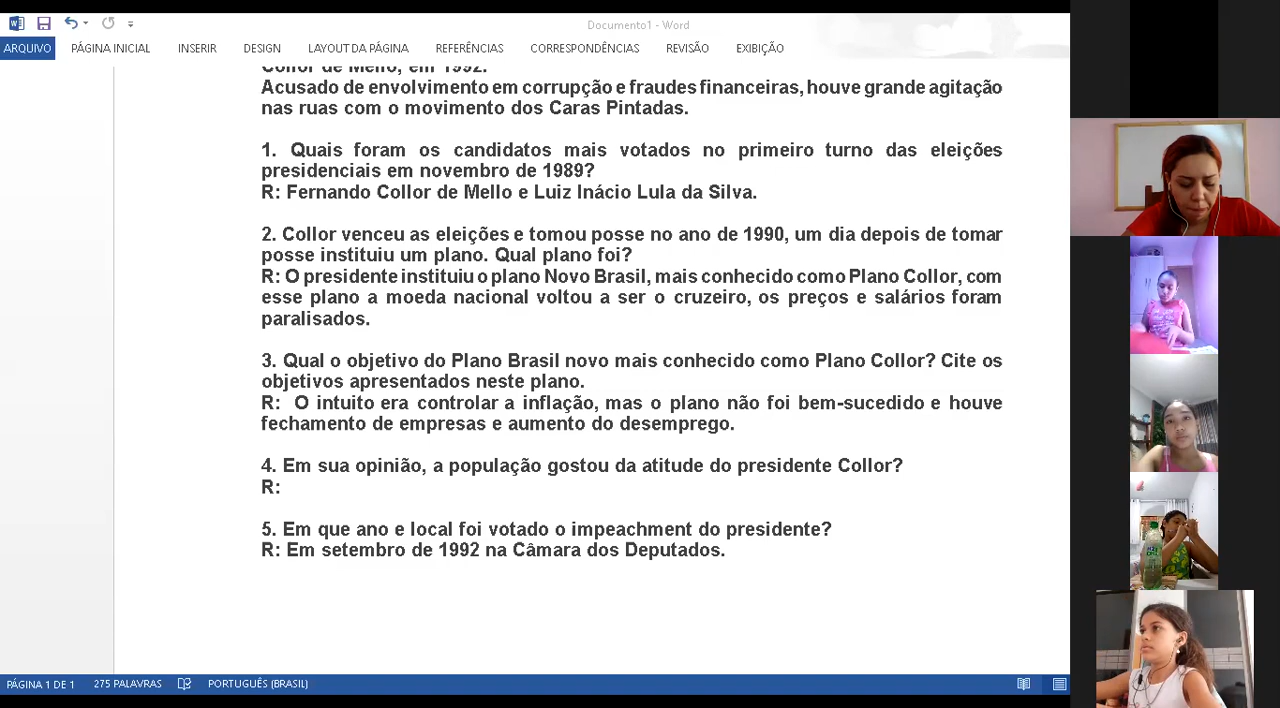 Documento1 - Word
ARQUIVO PÁGINA INICIAL INSERIR DESIGN LAYOUT DA PÁGINA REFERÊNCIAS CORRESPONDÊNCIAS REVISÃO EXIBIÇÃO
Collor de Mello, em 1992.
Acusado de envolvimento em corrupção e fraudes financeiras, houve grande agitação
nas ruas com o movimento dos Caras Pintadas.
1. Quais foram os candidatos mais votados no primeiro turno das eleições
presidenciais em novembro de 1989?
R: Fernando Collor de Mello e Luiz Inácio Lula da Silva.
2. Collor venceu as eleições e tomou posse no ano de 1990, um dia depois de tomar
posse instituiu um plano. Qual plano foi?
R: O presidente instituiu o plano Novo Brasil, mais conhecido como Plano Collor, com
esse plano a moeda nacional voltou a ser o cruzeiro, os preços e salários foram
paralisados.
3. Qual o objetivo do Plano Brasil novo mais conhecido como Plano Collor? Cite os
objetivos apresentados neste plano.
R: O intuito era controlar a inflação, mas o plano não foi bem-sucedido e houve
fechamento de empresas e aumento do desemprego.
4. Em sua opinião, a população gostou da atitude do presidente Collor?
R:
5. Em que ano e local foi votado o impeachment do presidente?
R: Em setembro de 1992 na Câmara dos Deputados.
PÁGINA 1 DE 1 275 PALAVRAS PORTUGUÊS (BRASIL)